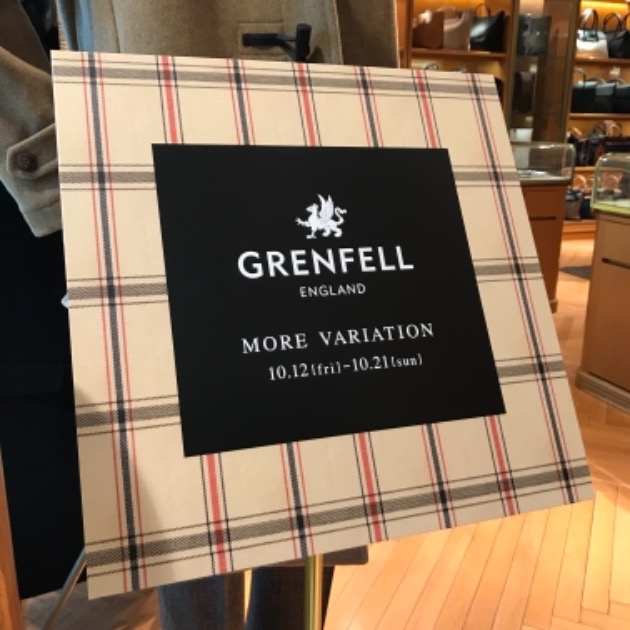 GRENFELL
ENGLAND
MORE VARIATION
10.12(fri)-10.21(sun)